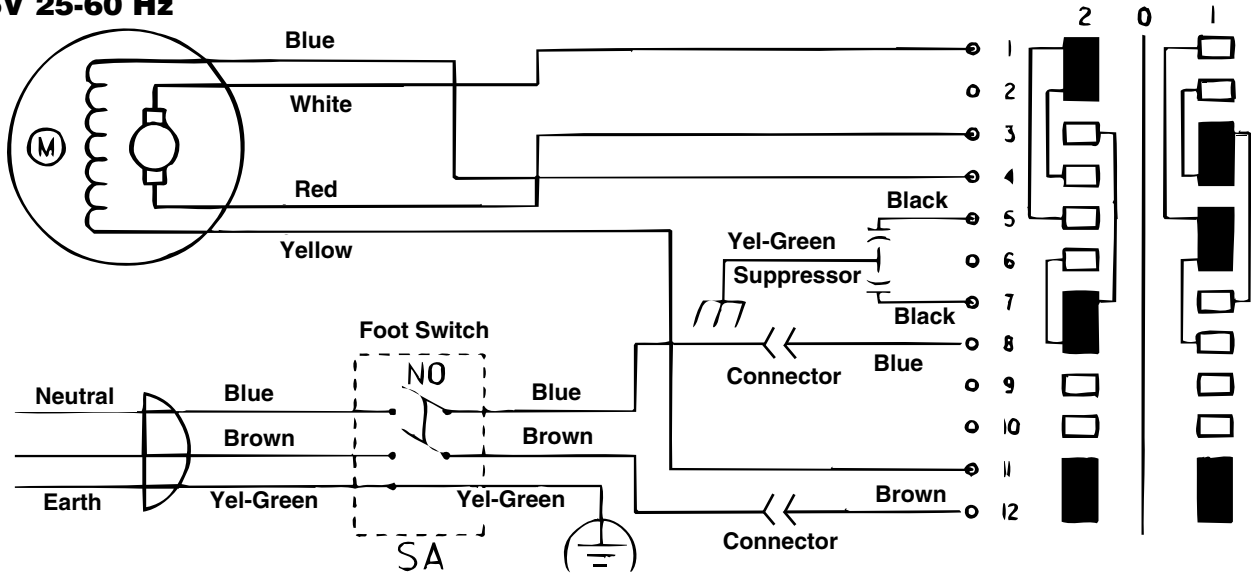 V 25-60 Hz
2 0 1
Blue
White
M
Red
Yellow
1
2
3
4
Black
5
Yel-Green
6
Suppressor
7
Black
Foot Switch
8
Connector
Blue
NO
9
Neutral
Blue
Blue
10
Brown
Brown
11
Earth
Yel-Green
Yel-Green
Brown
12
Connector
SA